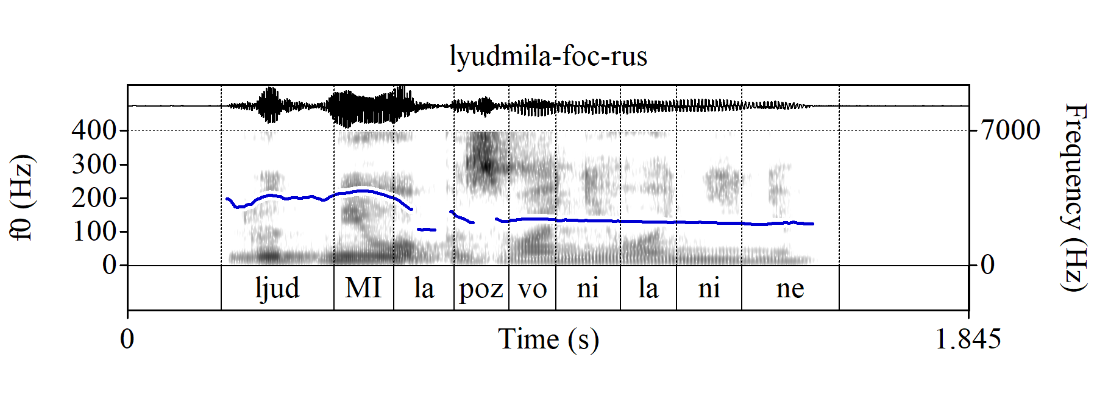 lyudmila-foc-rus
400
300
200
100
0
f0 (Hz)
7000
0
Frequency (Hz)
ljud MI la poz vo ni la ni ne
0 Time (s) 1.845